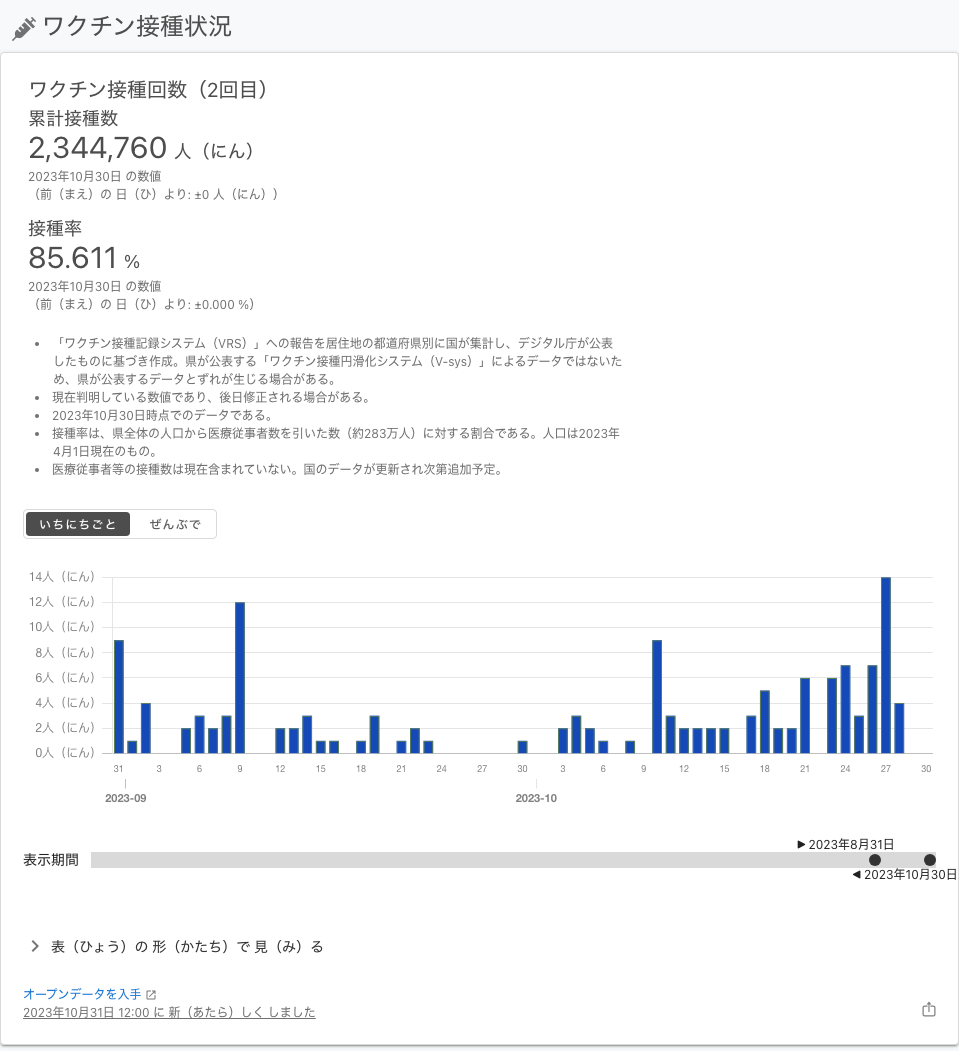 ワクチン接種状況
ワクチン接種回数（2回目）
累計接種数
2,344,760 人（にん）
2023年10月30日 の数値
（前（まえ）の 日（ひ）より: ±0 人（にん））
接種率
85.611 %
2023年10月30日 の数値
（前（まえ）の 日（ひ）より: ±0.000 %）
• 「ワクチン接種記録システム（VRS）」への報告を居住地の都道府県別に国が集計し、デジタル庁が公表
したものに基づき作成。県が公表する「ワクチン接種円滑化システム（V-sys）」によるデータではないた
め、県が公表するデータとずれが生じる場合がある。
• 現在判明している数値であり、後日修正される場合がある。
• 2023年10月30日時点でのデータである。
• 接種率は、県全体の人口から医療従事者数を引いた数（約283万人）に対する割合である。人口は2023年
4月1日現在のもの。
• 医療従事者等の接種数は現在含まれていない。国のデータが更新され次第追加予定。
いちにちごと ぜんぶで
14人（にん）
12人（にん）
10人（にん）
8人（にん）
6人（にん）
4人（にん）
2人（にん）
0人（にん）
31 3 6 9 12 15 18 21 24 27 30 3 6 9 12 15 18 21 24 27 30
2023-09 2023-10
▶ 2023年8月31日
表示期間
◀ 2023年10月30日
表（ひょう）の 形（かたち）で 見（み）る
オープンデータを入手
2023年10月31日 12:00 に 新（あたら）しく しました